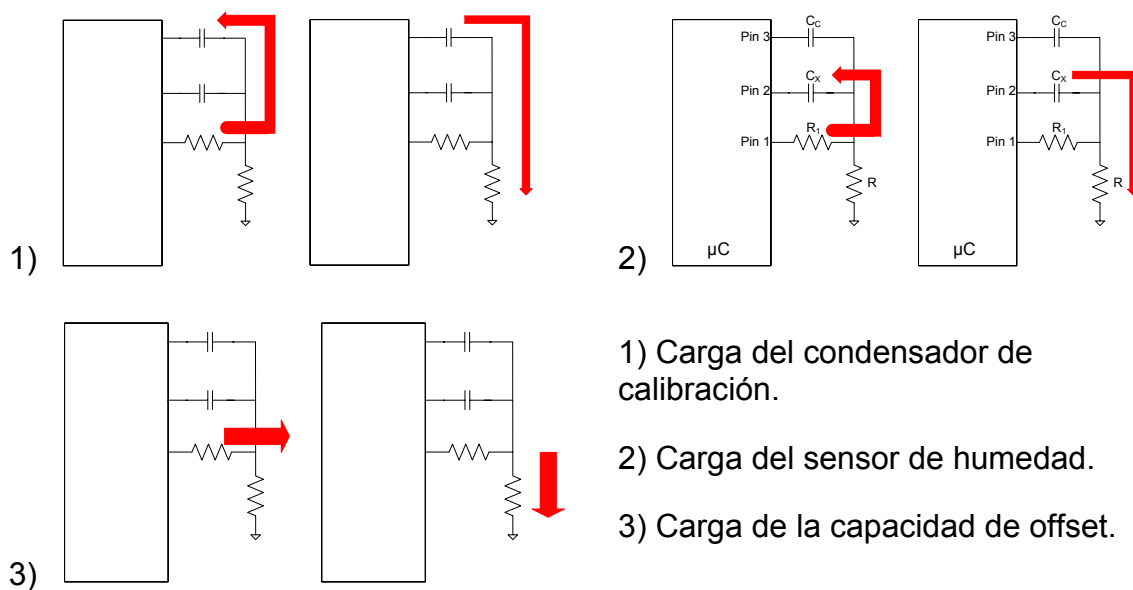 1)
2)
Pin 3
C_C
Pin 2
C_X
Pin 1
R_1
R
µC
Pin 3
C_C
Pin 2
C_X
Pin 1
R_1
R
µC
3)
1) Carga del condensador de
calibración.
2) Carga del sensor de humedad.
3) Carga de la capacidad de offset.